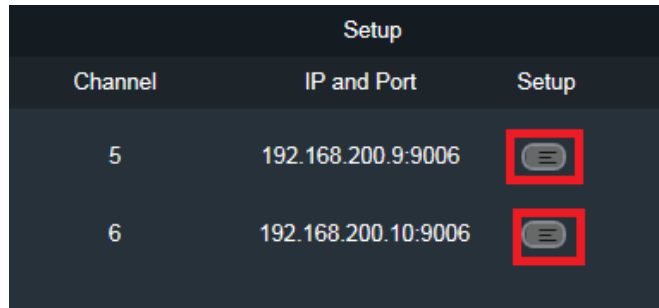 Setup
Channel IP and Port Setup
5 192.168.200.9:9006
6 192.168.200.10:9006